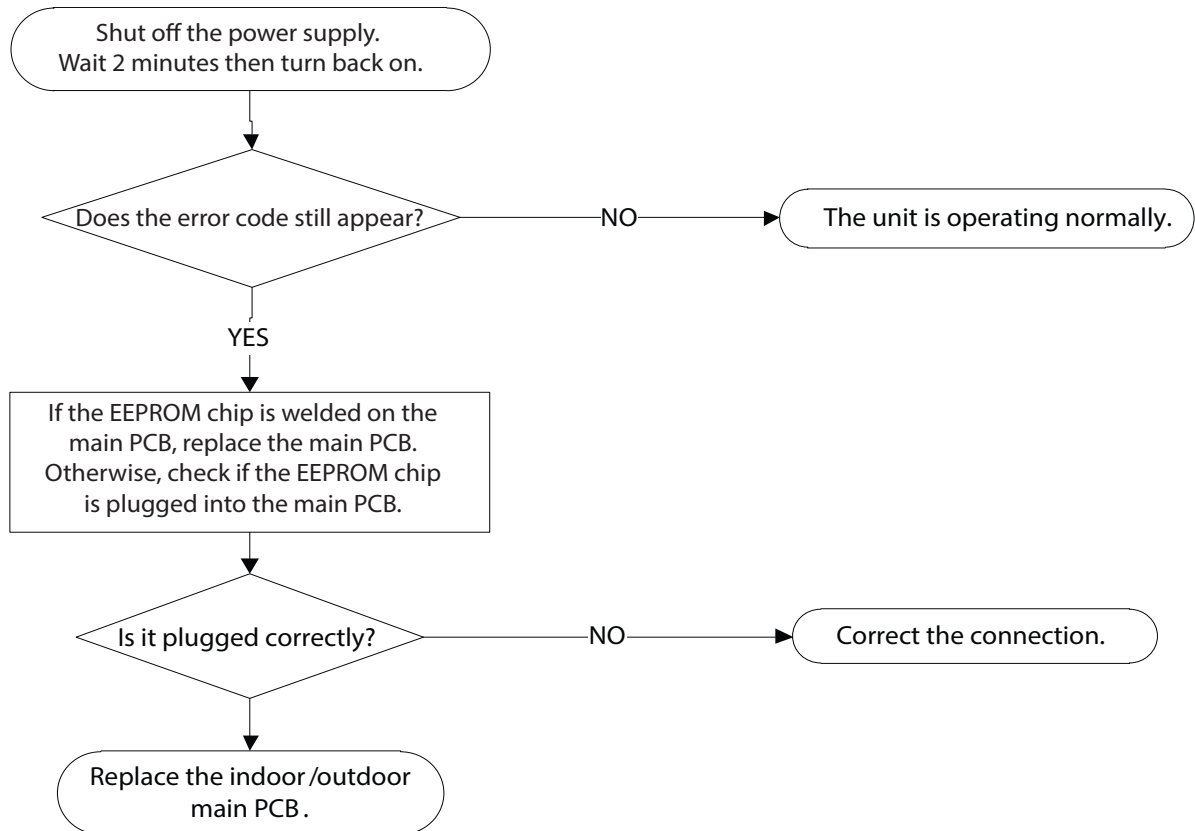 Shut off the power supply.
Wait 2 minutes then turn back on.
Does the error code still appear?
NO
The unit is operating normally.
YES
If the EEPROM chip is welded on the
main PCB, replace the main PCB.
Otherwise, check if the EEPROM chip
is plugged into the main PCB.
Is it plugged correctly?
NO
Correct the connection.
Replace the indoor/outdoor
main PCB.